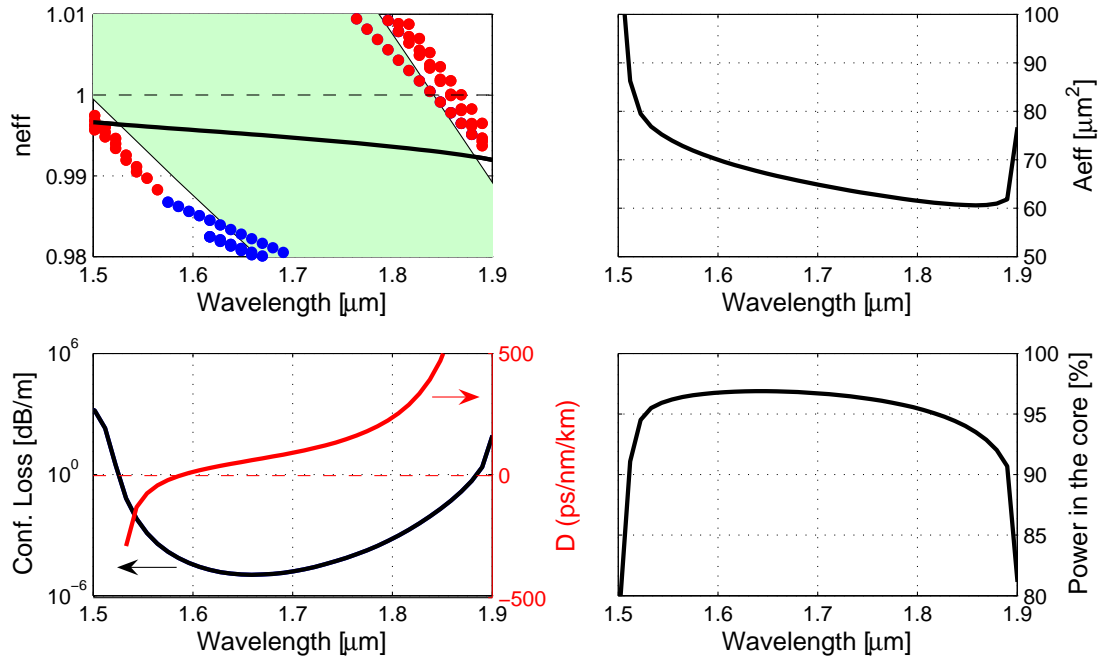 1.01
1
0.99
0.98
neff
1.5 1.6 1.7 1.8 1.9
Wavelength [μm]
100
90
80
70
60
50
Aeff [μm²]
1.5 1.6 1.7 1.8 1.9
Wavelength [μm]
10⁶
10⁰
10⁻⁶
Conf. Loss [dB/m]
500
0
−500
D (ps/nm/km)
1.5 1.6 1.7 1.8 1.9
Wavelength [μm]
100
95
90
85
80
Power in the core [%]
1.5 1.6 1.7 1.8 1.9
Wavelength [μm]